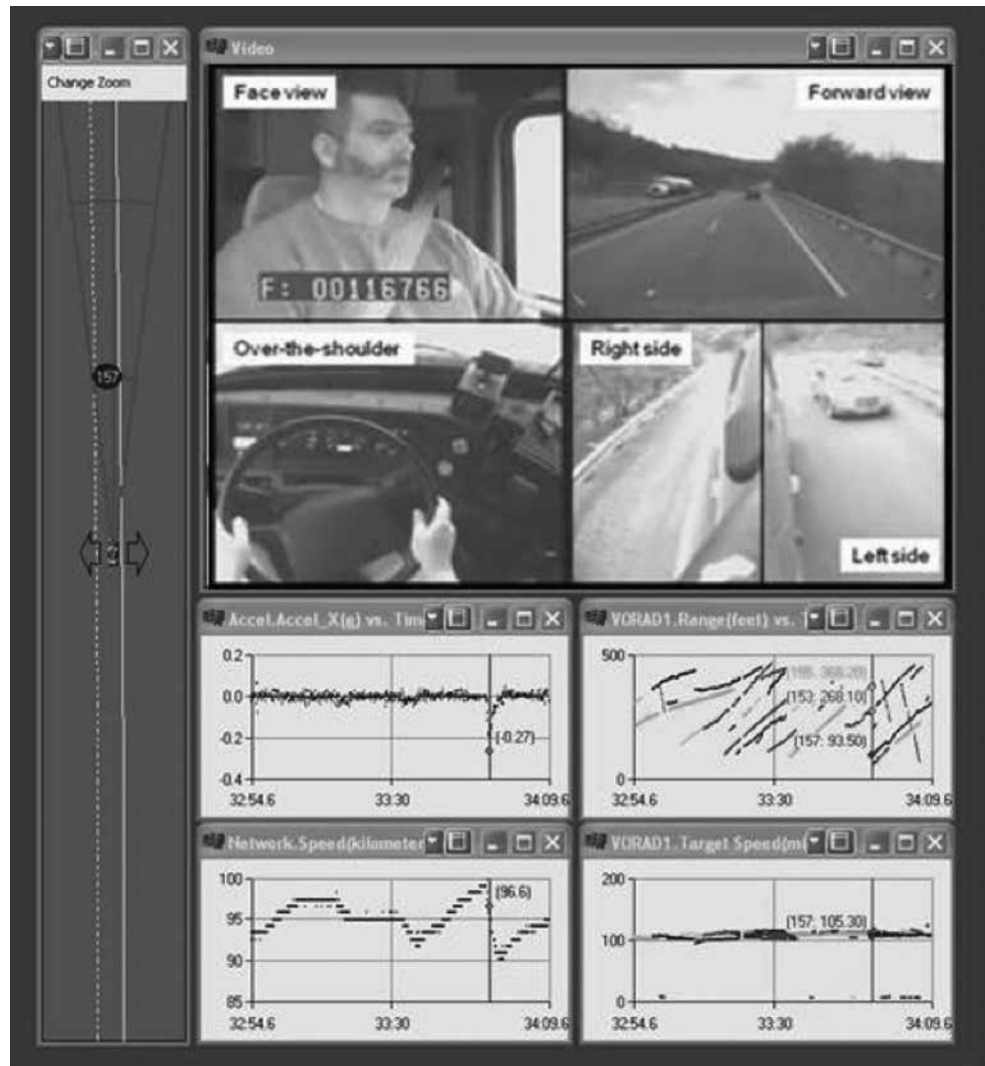 Change Zoom
157
Video
Face view
Forward view
F: 00116766
Over-the-shoulder
Right side
Left side
Accel.Accel_X(g) vs. Tim
0.2
0.0
-0.2
-0.4
(-0.27)
32:54.6 33:30 34:09.6
VORAD1.Range(feet) vs. T
500
0
(153: 268.10)
(157: 93.50)
32:54.6 33:30 34:09.6
Network.Speed(kilometer
100
95
90
85
(96.6)
32:54.6 33:30 34:09.6
VORAD1.Target Speed(m
200
100
0
(157: 105.30)
32:54.6 33:30 34:09.6